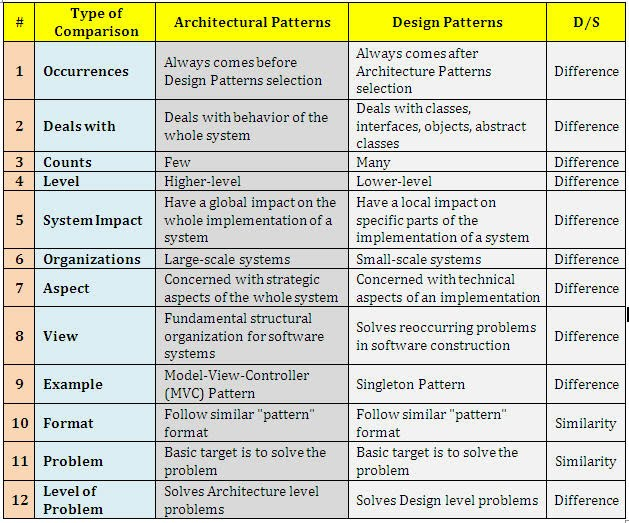 # Type of Comparison Architectural Patterns Design Patterns D/S
1 Occurrences Always comes before Design Patterns selection Always comes after Architecture Patterns selection Difference
2 Deals with Deals with behavior of the whole system Deals with classes, interfaces, objects, abstract classes Difference
3 Counts Few Many Difference
4 Level Higher-level Lower-level Difference
5 System Impact Have a global impact on the whole implementation of a system Have a local impact on specific parts of the implementation of a system Difference
6 Organizations Large-scale systems Small-scale systems Difference
7 Aspect Concerned with strategic aspects of the whole system Concerned with technical aspects of an implementation Difference
8 View Fundamental structural organization for software systems Solves reoccurring problems in software construction Difference
9 Example Model-View-Controller (MVC) Pattern Singleton Pattern Difference
10 Format Follow similar "pattern" format Follow similar "pattern" format Similarity
11 Problem Basic target is to solve the problem Basic target is to solve the problem Similarity
12 Level of Problem Solves Architecture level problems Solves Design level problems Difference